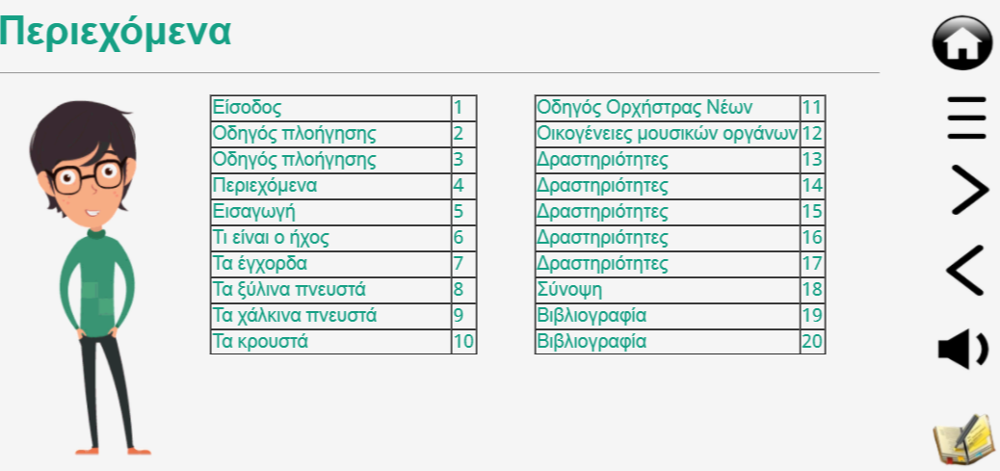 Περιεχόμενα
Είσοδος 1
Οδηγός πλοήγησης 2
Οδηγός πλοήγησης 3
Περιεχόμενα 4
Εισαγωγή 5
Τι είναι ο ήχος 6
Τα έγχορδα 7
Τα ξύλινα πνευστά 8
Τα χάλκινα πνευστά 9
Τα κρουστά 10
Οδηγός Ορχήστρας Νέων 11
Οικογένειες μουσικών οργάνων 12
Δραστηριότητες 13
Δραστηριότητες 14
Δραστηριότητες 15
Δραστηριότητες 16
Δραστηριότητες 17
Σύνοψη 18
Βιβλιογραφία 19
Βιβλιογραφία 20